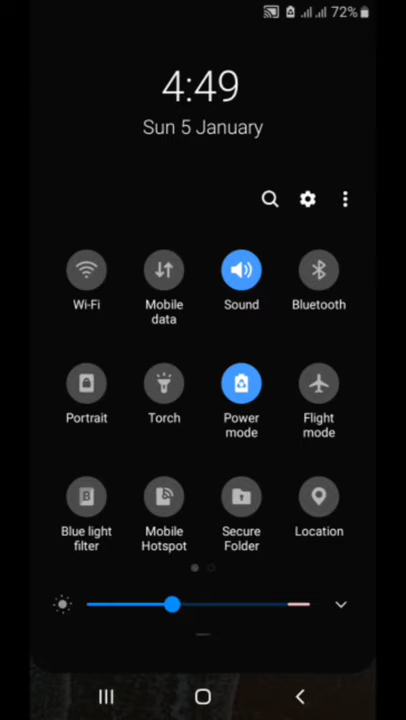 72%
4:49
Sun 5 January
Wi-Fi
Mobile
data
Sound
Bluetooth
Portrait
Torch
Power
mode
Flight
mode
Blue light
filter
Mobile
Hotspot
Secure
Folder
Location